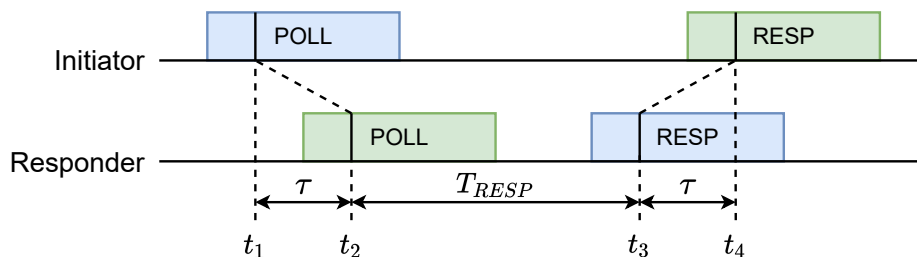 POLL RESP
Initiator
POLL RESP
Responder
τ T_RESP τ
t₁ t₂ t₃ t₄